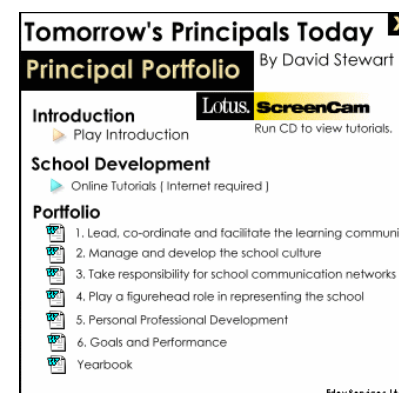 Tomorrow's Principals Today
X
Principal Portfolio
By David Stewart
Lotus. ScreenCam
Introduction
Play Introduction
Run CD to view tutorials.
School Development
Online Tutorials ( Internet required )
Portfolio
1. Lead, co-ordinate and facilitate the learning communi
2. Manage and develop the school culture
3. Take responsibility for school communication networks
4. Play a figurehead role in representing the school
5. Personal Professional Development
6. Goals and Performance
Yearbook